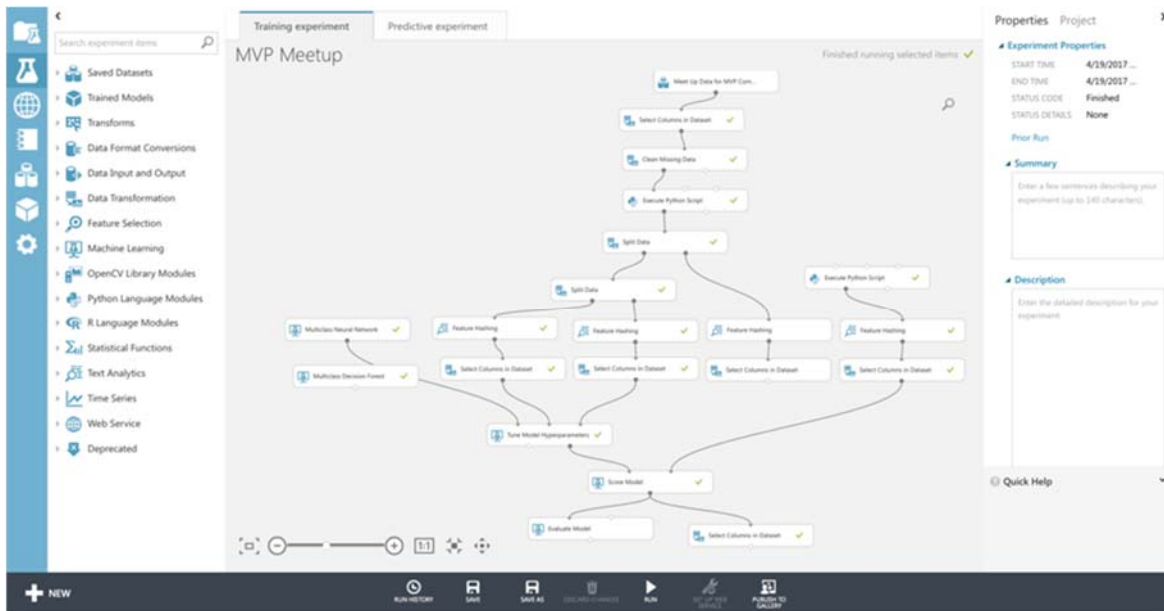 Training experiment
Predictive experiment
Properties Project
Search experiment items
MVP Meetup
Finished running selected items
Experiment Properties
START TIME 4/19/2017 ...
END TIME 4/19/2017 ...
STATUS CODE Finished
STATUS DETAILS None
Prior Run
Summary
Enter a few sentences describing your
experiment (up to 140 characters).
Description
Enter the detailed description for your
experiment
Quick Help
Saved Datasets
Trained Models
Transforms
Data Format Conversions
Data Input and Output
Data Transformation
Feature Selection
Machine Learning
OpenCV Library Modules
Python Language Modules
R Language Modules
Statistical Functions
Text Analytics
Time Series
Web Service
Deprecated
Meet Up Data for MVP Com...
Select Columns in Dataset
Clean Missing Data
Execute Python Script
Split Data
Execute Python Script
Split Data
Multiclass Neural Network
Feature Hashing
Feature Hashing
Feature Hashing
Feature Hashing
Multiclass Decision Forest
Select Columns in Dataset
Select Columns in Dataset
Select Columns in Dataset
Select Columns in Dataset
Tune Model Hyperparameters
Score Model
Evaluate Model
Select Columns in Dataset
1:1
NEW
RUN HISTORY
SAVE
SAVE AS
DISCARD CHANGES
RUN
SET UP WEB
SERVICE
PUBLISH TO
GALLERY